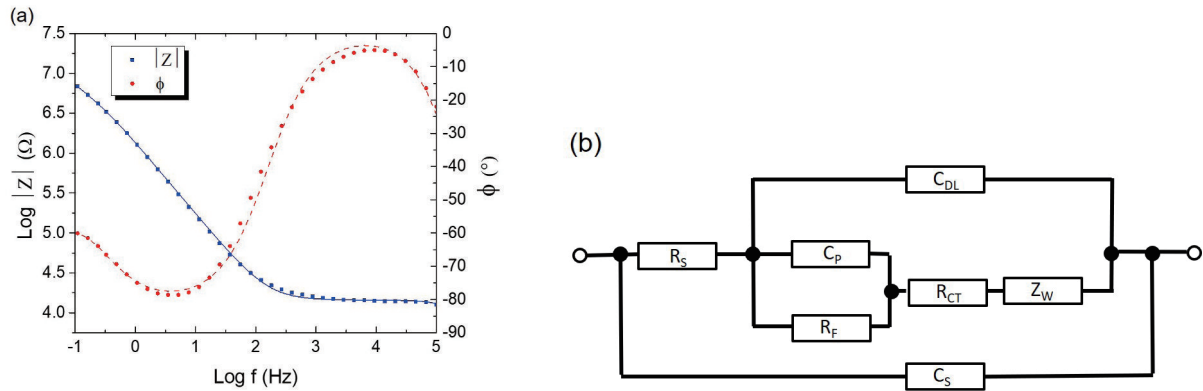 (a)
7.5
7.0
6.5
6.0
5.5
5.0
4.5
4.0
Log |Z| (Ω)
|Z|
ϕ
0
-10
-20
-30
-40
-50
-60
-70
-80
-90
ϕ (°)
-1 0 1 2 3 4 5
Log f (Hz)
(b)
C_DL
R_S
C_P
R_CT
Z_W
R_F
C_S